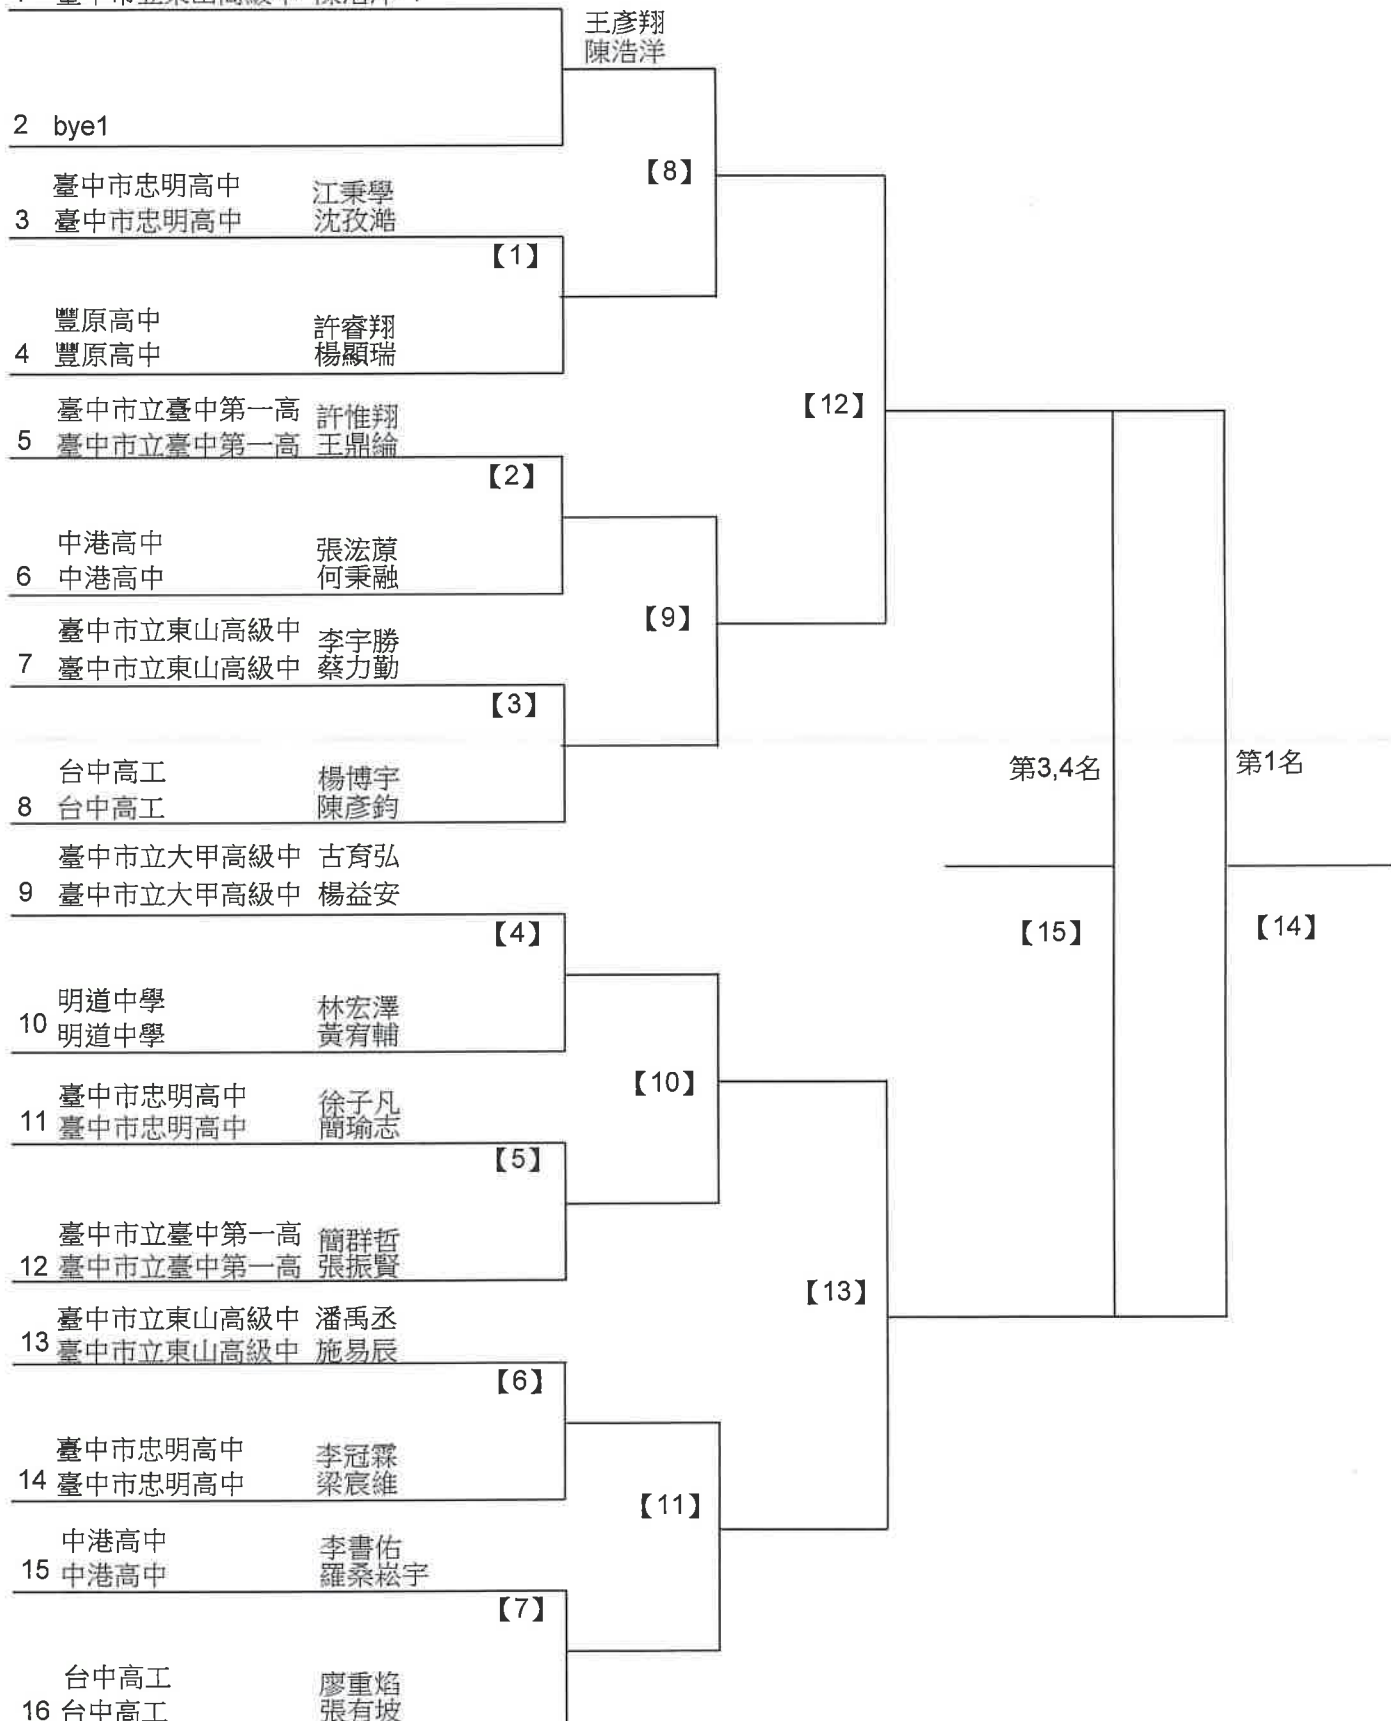 王彥翔
陳浩洋
2 bye1
【8】
臺中市忠明高中 江秉學
3 臺中市忠明高中 沈孜澔
【1】
豐原高中 許睿翔
4 豐原高中 楊顯瑞
臺中市立臺中第一高 許惟翔
5 臺中市立臺中第一高 王鼎綸
【12】
【2】
中港高中 張浤蒝
6 中港高中 何秉融
【9】
臺中市立東山高級中 李宇勝
7 臺中市立東山高級中 蔡力勤
【3】
台中高工 楊博宇
8 台中高工 陳彥鈞
第3,4名 第1名
臺中市立大甲高級中 古育弘
9 臺中市立大甲高級中 楊益安
【4】
【15】 【14】
明道中學 林宏澤
10 明道中學 黃宥輔
【10】
臺中市忠明高中 徐子凡
11 臺中市忠明高中 簡瑜志
【5】
臺中市立臺中第一高 簡群哲
12 臺中市立臺中第一高 張振賢
【13】
臺中市立東山高級中 潘禹丞
13 臺中市立東山高級中 施易辰
【6】
臺中市忠明高中 李冠霖
14 臺中市忠明高中 梁宸維
【11】
中港高中 李書佑
15 中港高中 羅桑崧宇
【7】
台中高工 廖重焰
16 台中高工 張有坡